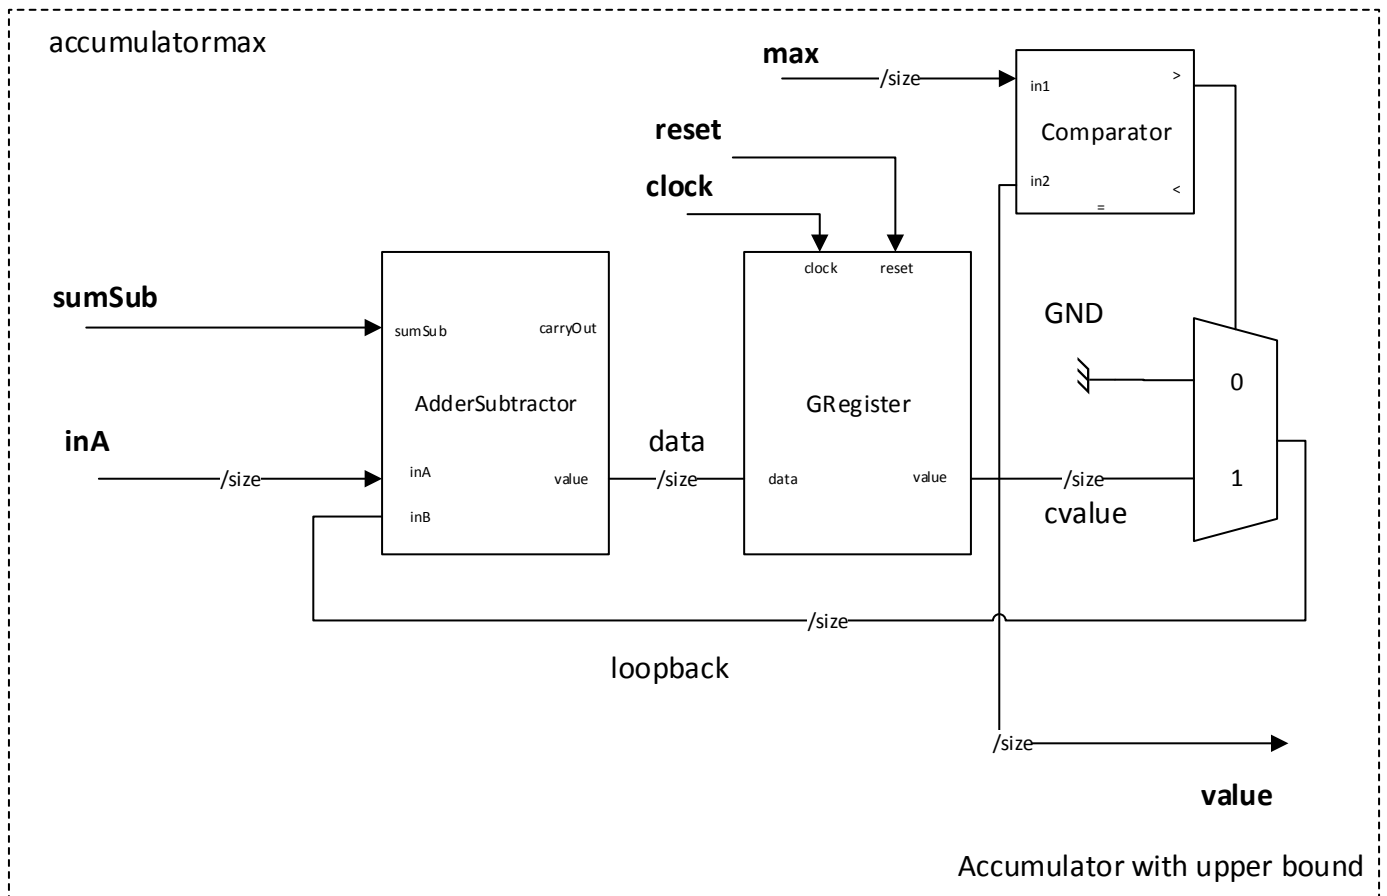 accumulatormax
max
/size
in1
>
Comparator
in2
<
=
reset
clock
clock
reset
sumSub
sumSub
carryOut
GND
0
AdderSubtractor
GRegister
inA
/size
inA
value
data
/size
data
value
/size
1
inB
cvalue
/size
loopback
/size
value
Accumulator with upper bound